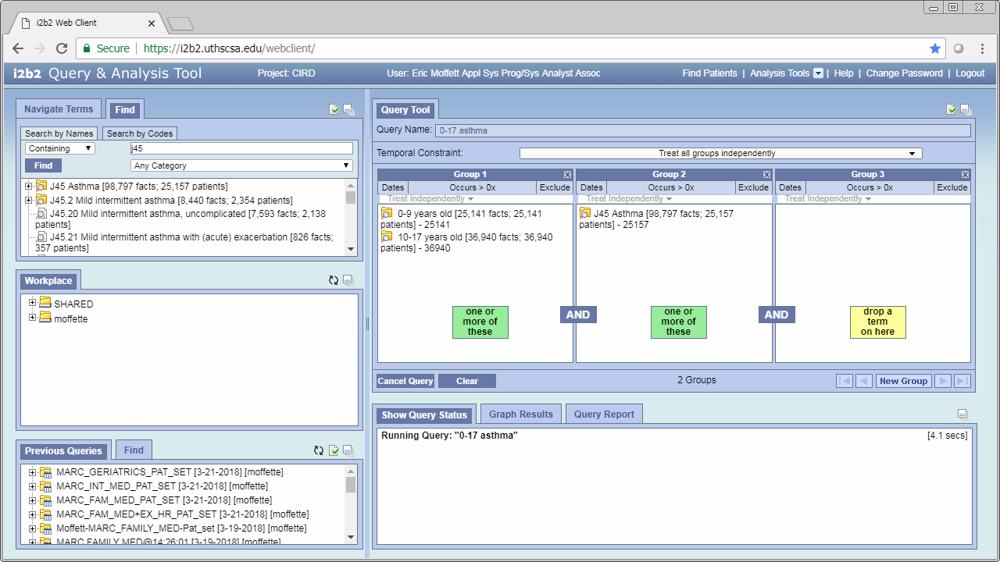 i2b2 Web Client
Secure
https://i2b2.uthscsa.edu/webclient/
i2b2 Query & Analysis Tool
Project: CIRD
User: Eric Moffett Appl Sys Prog/Sys Analyst Assoc
Find Patients | Analysis Tools | Help | Change Password | Logout
Navigate Terms
Find
Search by Names
Search by Codes
Containing
j45
Find
Any Category
J45 Asthma [98,797 facts; 25,157 patients]
J45.2 Mild intermittent asthma [8,440 facts; 2,354 patients]
J45.20 Mild intermittent asthma, uncomplicated [7,593 facts; 2,138
patients]
J45.21 Mild intermittent asthma with (acute) exacerbation [826 facts;
357 patients]
Workplace
SHARED
moffette
Previous Queries
Find
MARC_GERIATRICS_PAT_SET [3-21-2018] [moffette]
MARC_INT_MED_PAT_SET [3-21-2018] [moffette]
MARC_FAM_MED_PAT_SET [3-21-2018] [moffette]
MARC_FAM_MED+EX_HR_PAT_SET [3-21-2018] [moffette]
Moffett-MARC_FAMILY_MED-Pat_set [3-19-2018] [moffette]
MARC FAMILY MED@14:26:01 [3-19-2018] [moffette]
Query Tool
Query Name:
0-17 asthma
Temporal Constraint:
Treat all groups independently
Group 1
Dates
Occurs > 0x
Exclude
Treat Independently
0-9 years old [25,141 facts; 25,141
patients] - 25141
10-17 years old [36,940 facts; 36,940
patients] - 36940
one or
more of
these
AND
Group 2
Dates
Occurs > 0x
Exclude
Treat Independently
J45 Asthma [98,797 facts; 25,157
patients] - 25157
one or
more of
these
AND
Group 3
Dates
Occurs > 0x
Exclude
Treat Independently
drop a
term
on here
Cancel Query
Clear
2 Groups
New Group
Show Query Status
Graph Results
Query Report
Running Query: "0-17 asthma"
[4.1 secs]